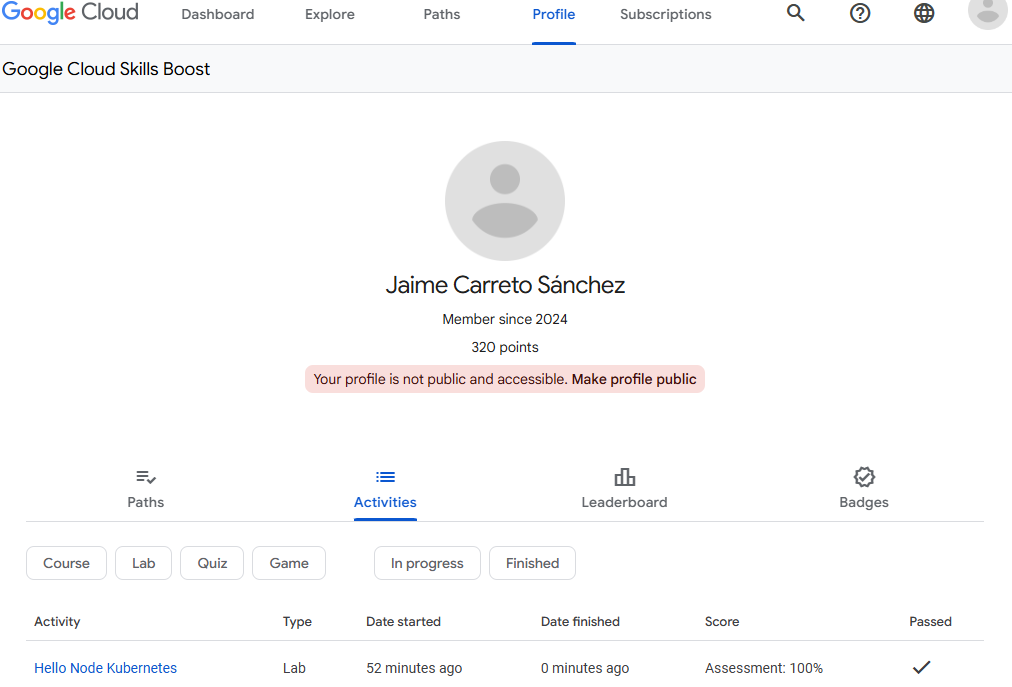 Google Cloud Dashboard Explore Paths Profile Subscriptions
Google Cloud Skills Boost
Jaime Carreto Sánchez
Member since 2024
320 points
Your profile is not public and accessible. Make profile public
Paths Activities Leaderboard Badges
Course Lab Quiz Game In progress Finished
Activity Type Date started Date finished Score Passed
Hello Node Kubernetes Lab 52 minutes ago 0 minutes ago Assessment: 100%